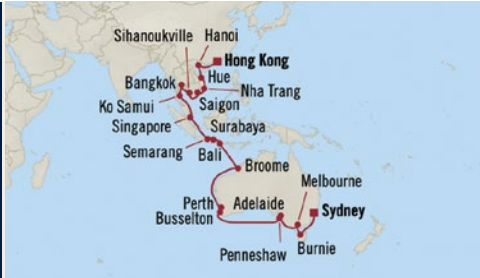 Sihanoukville
Hanoi
Hong Kong
Hue
Bangkok
Nha Trang
Ko Samui
Saigon
Singapore
Surabaya
Semarang
Bali
Broome
Melbourne
Perth
Adelaide
Sydney
Busselton
Penneshaw
Burnie